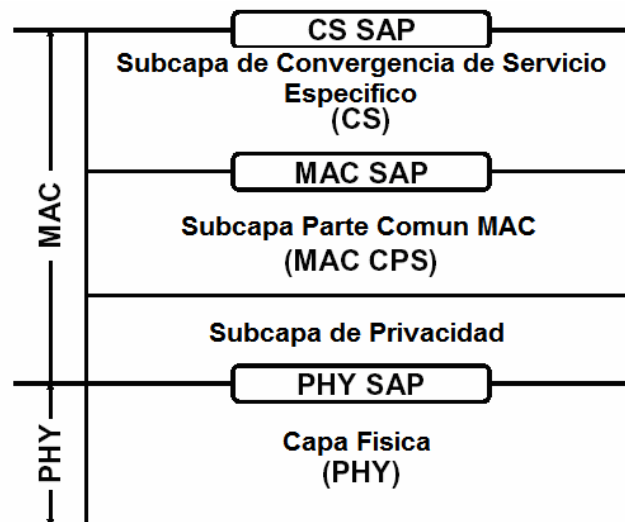 CS SAP
Subcapa de Convergencia de Servicio
Especifico
(CS)
MAC SAP
MAC
Subcapa Parte Comun MAC
(MAC CPS)
Subcapa de Privacidad
PHY SAP
PHY
Capa Fisica
(PHY)